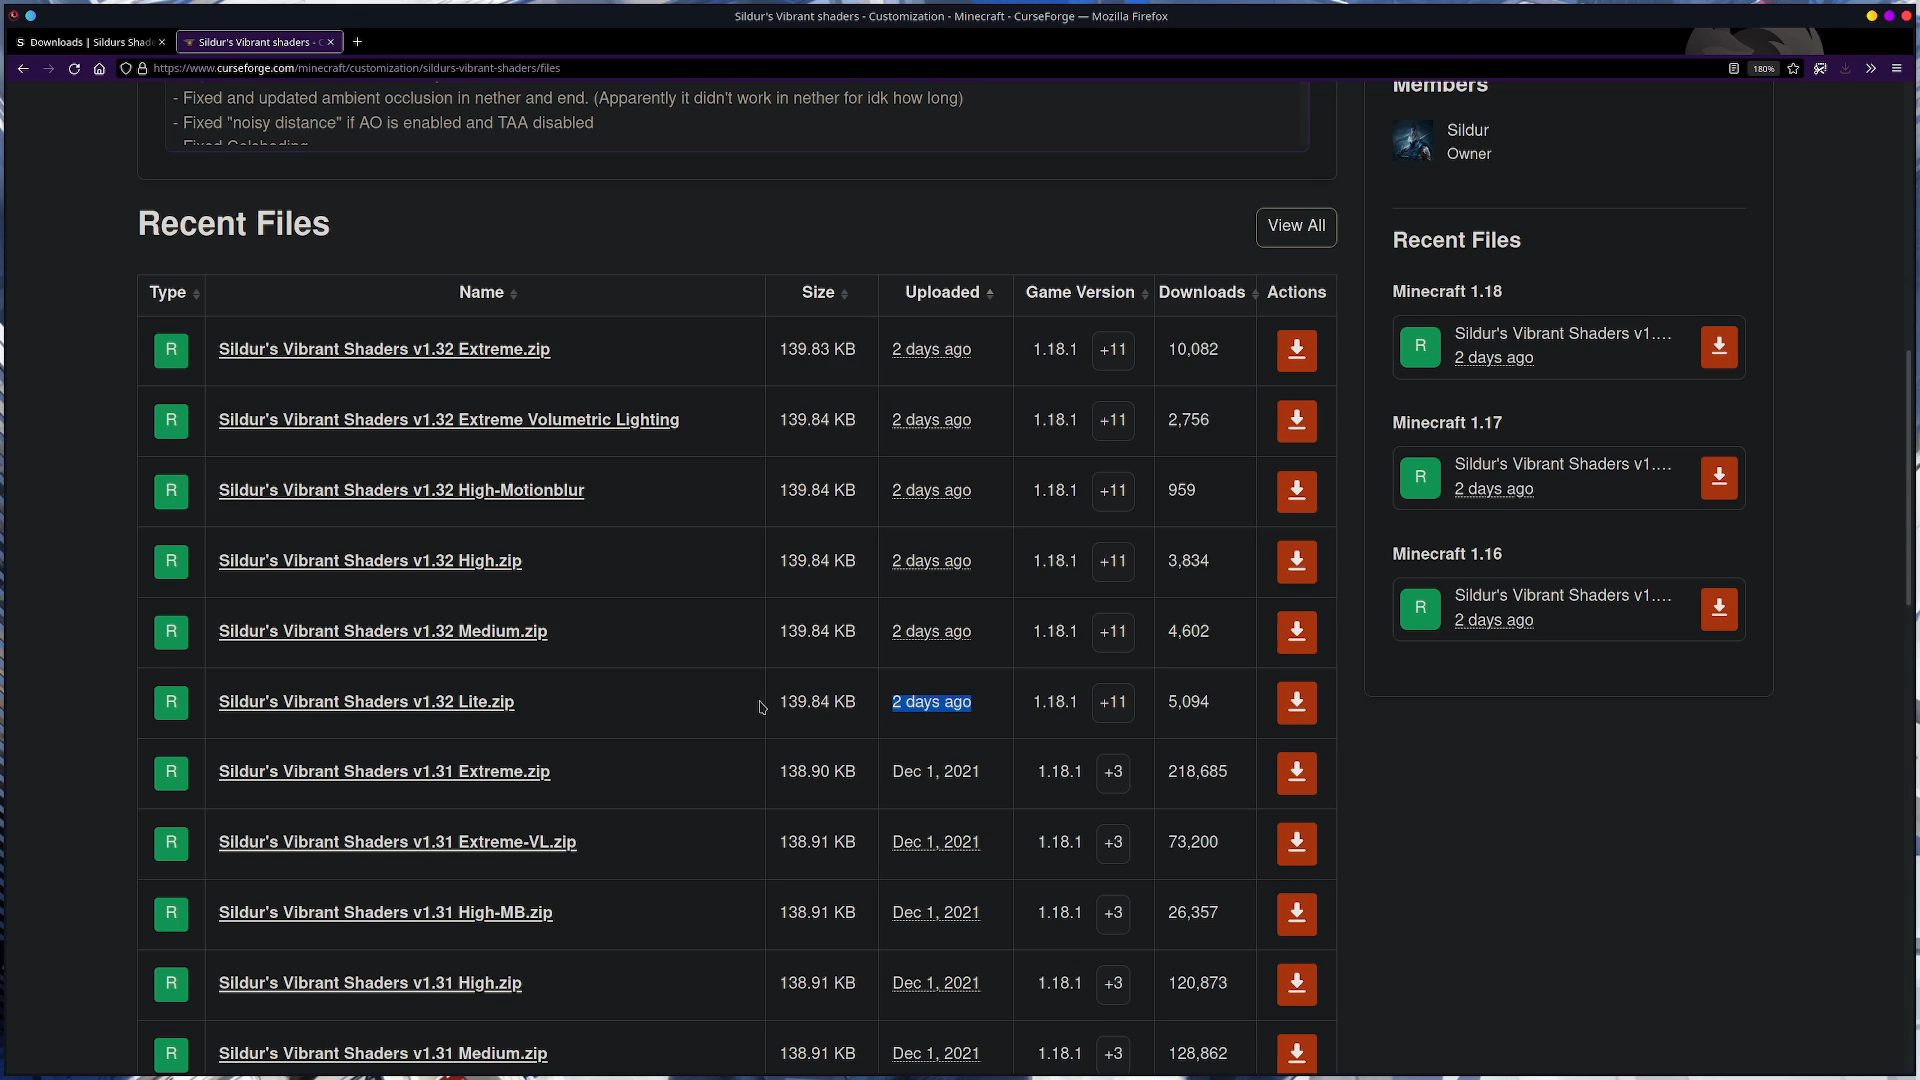 Sildur's Vibrant shaders - Customization - Minecraft - CurseForge — Mozilla Firefox
Downloads | Sildurs Shade
Sildur's Vibrant shaders -
https://www.curseforge.com/minecraft/customization/sildurs-vibrant-shaders/files
180%
- Fixed and updated ambient occlusion in nether and end. (Apparently it didn't work in nether for idk how long)
- Fixed "noisy distance" if AO is enabled and TAA disabled
Recent Files
View All
Type Name Size Uploaded Game Version Downloads Actions
R Sildur's Vibrant Shaders v1.32 Extreme.zip 139.83 KB 2 days ago 1.18.1 +11 10,082
R Sildur's Vibrant Shaders v1.32 Extreme Volumetric Lighting 139.84 KB 2 days ago 1.18.1 +11 2,756
R Sildur's Vibrant Shaders v1.32 High-Motionblur 139.84 KB 2 days ago 1.18.1 +11 959
R Sildur's Vibrant Shaders v1.32 High.zip 139.84 KB 2 days ago 1.18.1 +11 3,834
R Sildur's Vibrant Shaders v1.32 Medium.zip 139.84 KB 2 days ago 1.18.1 +11 4,602
R Sildur's Vibrant Shaders v1.32 Lite.zip 139.84 KB 2 days ago 1.18.1 +11 5,094
R Sildur's Vibrant Shaders v1.31 Extreme.zip 138.90 KB Dec 1, 2021 1.18.1 +3 218,685
R Sildur's Vibrant Shaders v1.31 Extreme-VL.zip 138.91 KB Dec 1, 2021 1.18.1 +3 73,200
R Sildur's Vibrant Shaders v1.31 High-MB.zip 138.91 KB Dec 1, 2021 1.18.1 +3 26,357
R Sildur's Vibrant Shaders v1.31 High.zip 138.91 KB Dec 1, 2021 1.18.1 +3 120,873
R Sildur's Vibrant Shaders v1.31 Medium.zip 138.91 KB Dec 1, 2021 1.18.1 +3 128,862
Members
Sildur
Owner
Recent Files
Minecraft 1.18
R Sildur's Vibrant Shaders v1....
2 days ago
Minecraft 1.17
R Sildur's Vibrant Shaders v1....
2 days ago
Minecraft 1.16
R Sildur's Vibrant Shaders v1....
2 days ago